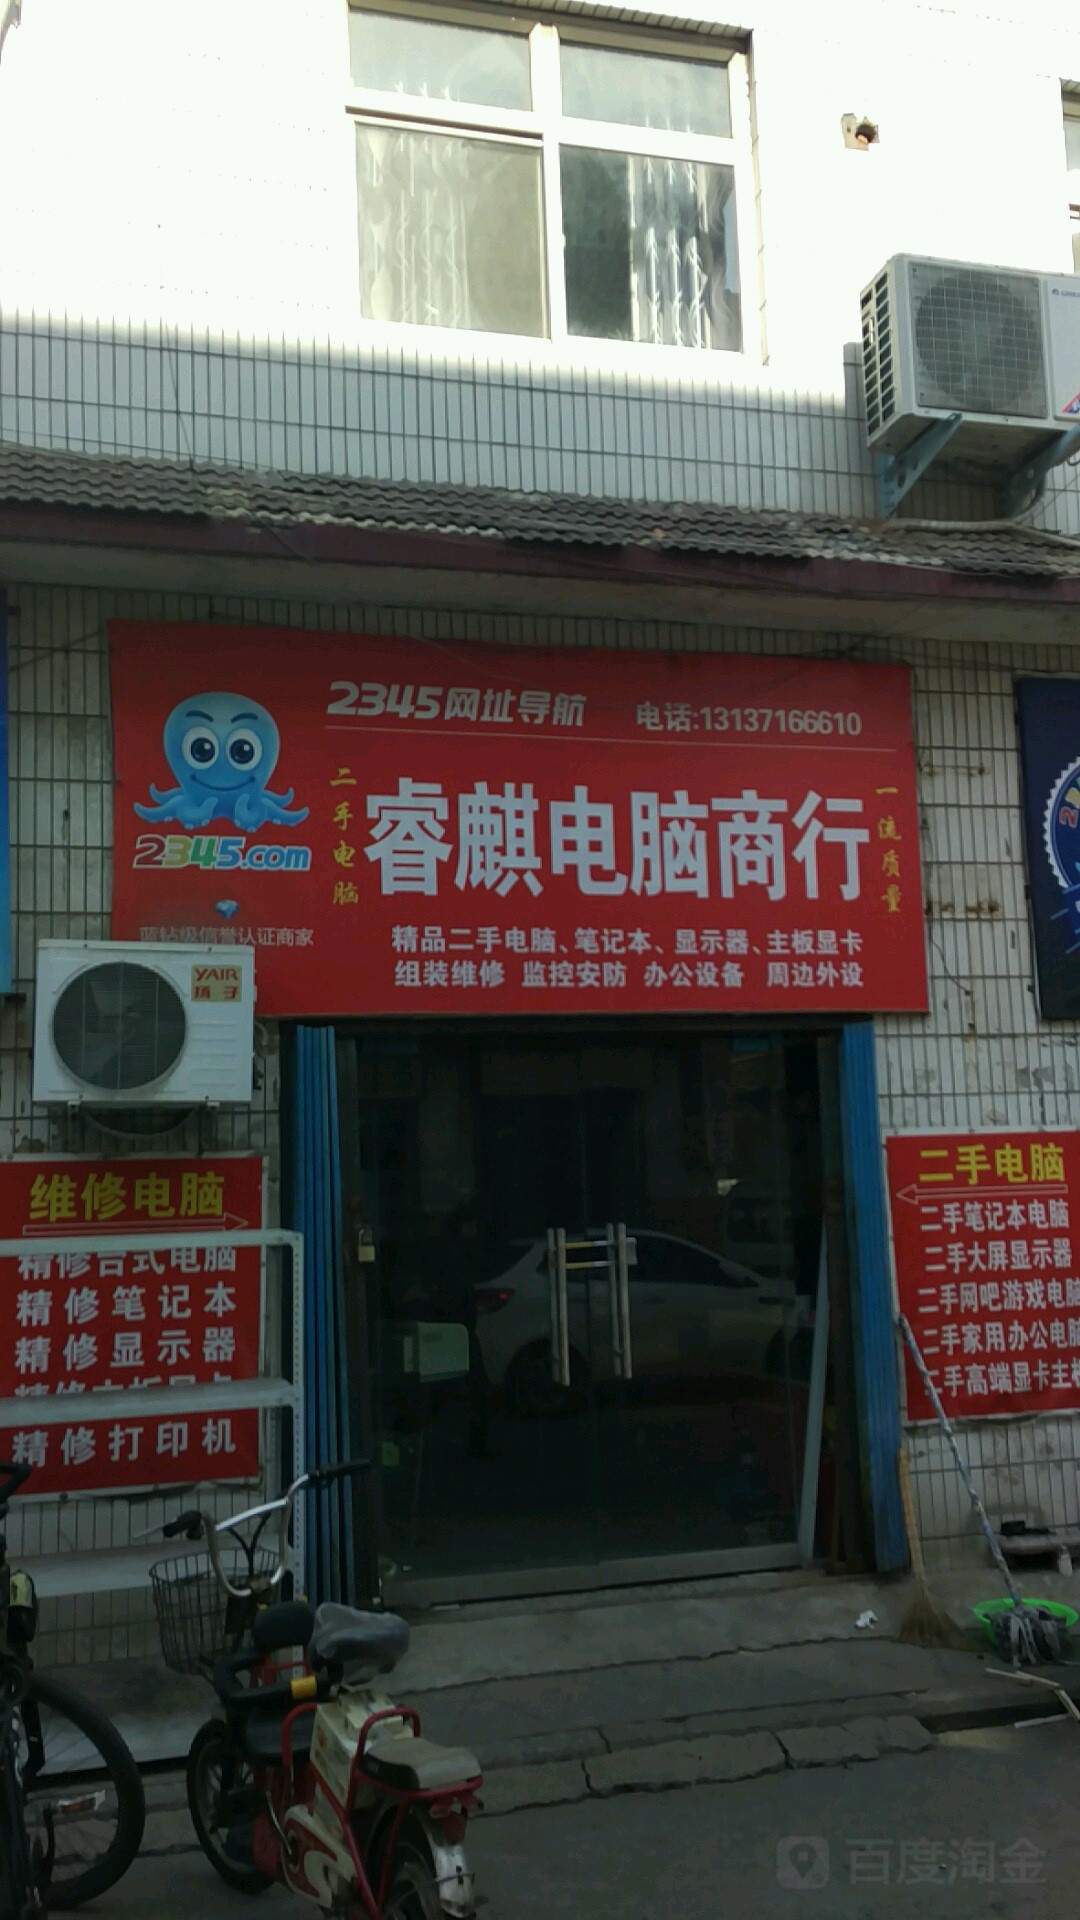 2345网址导航
电话:13137166610
2345.com
二手电脑
睿麒电脑商行
一流质量
蓝钻级信誉认证商家
精品二手电脑、笔记本、显示器、主板显卡
组装维修 监控安防 办公设备 周边外设
YAIR
扬子
维修电脑
精修台式电脑
精修笔记本
精修显示器
精修主板显卡
精修打印机
二手电脑
二手笔记本电脑
二手大屏显示器
二手网吧游戏电脑
二手家用办公电脑
二手高端显卡主板
百度淘金